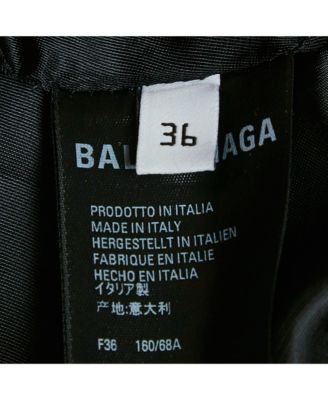 36
BAL NAGA
PRODOTTO IN ITALIA
MADE IN ITALY
HERGESTELLT IN ITALIEN
FABRIQUE EN ITALIE
HECHO EN ITALIA
イタリア製
产地:意大利
F36 160/68A